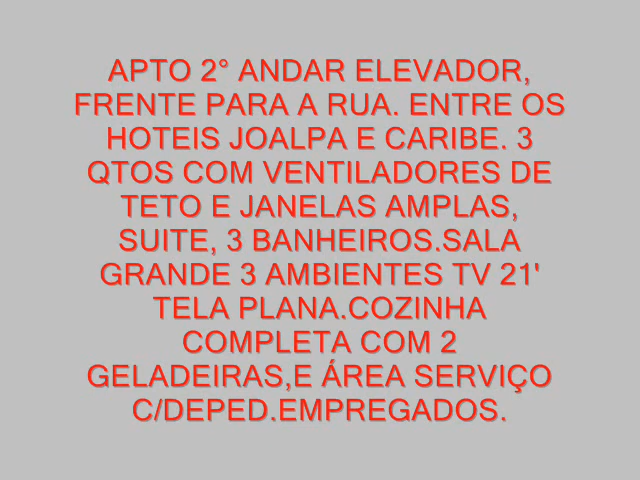 APTO 2° ANDAR ELEVADOR,
FRENTE PARA A RUA. ENTRE OS
HOTEIS JOALPA E CARIBE. 3
QTOS COM VENTILADORES DE
TETO E JANELAS AMPLAS,
SUITE, 3 BANHEIROS.SALA
GRANDE 3 AMBIENTES TV 21'
TELA PLANA.COZINHA
COMPLETA COM 2
GELADEIRAS,E ÁREA SERVIÇO
C/DEPED.EMPREGADOS.